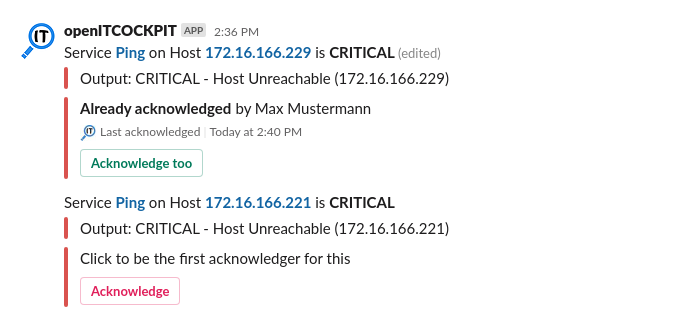 openITCOCKPIT APP 2:36 PM
Service Ping on Host 172.16.166.229 is CRITICAL (edited)
Output: CRITICAL - Host Unreachable (172.16.166.229)
Already acknowledged by Max Mustermann
Last acknowledged | Today at 2:40 PM
Acknowledge too
Service Ping on Host 172.16.166.221 is CRITICAL
Output: CRITICAL - Host Unreachable (172.16.166.221)
Click to be the first acknowledger for this
Acknowledge